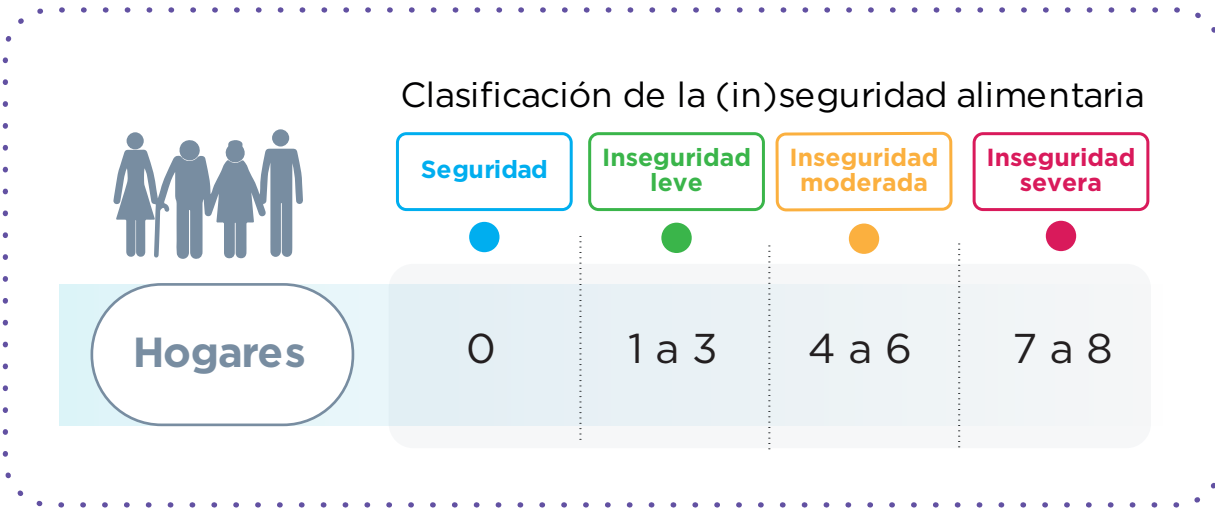 Clasificación de la (in)seguridad alimentaria
Seguridad
Inseguridad
leve
Inseguridad
moderada
Inseguridad
severa
Hogares
0
1 a 3
4 a 6
7 a 8